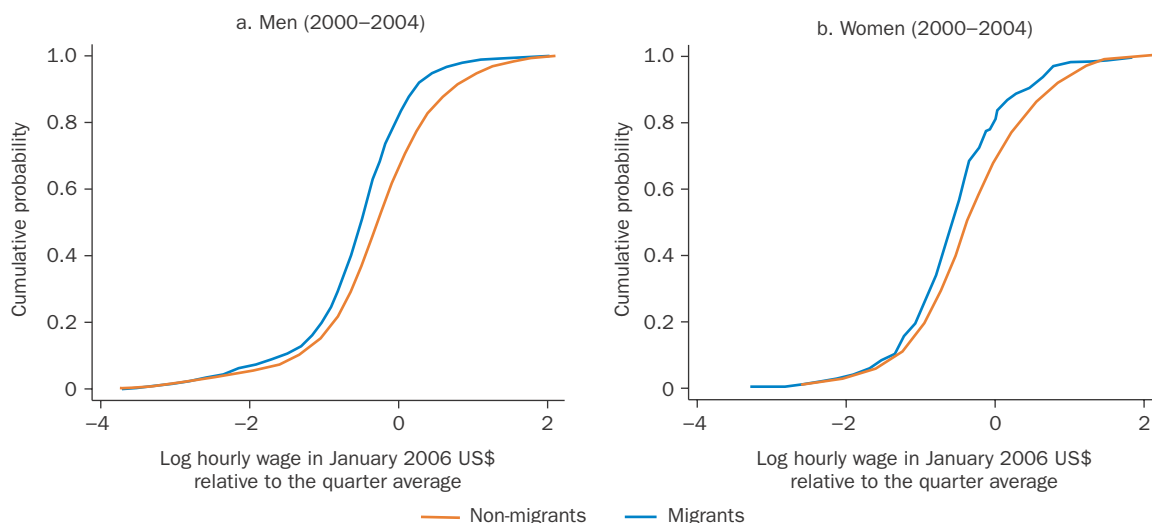 a. Men (2000–2004)
Cumulative probability
1.0
0.8
0.6
0.4
0.2
0
−4
−2
0
2
Log hourly wage in January 2006 US$
relative to the quarter average
b. Women (2000–2004)
Cumulative probability
1.0
0.8
0.6
0.4
0.2
0
−4
−2
0
2
Log hourly wage in January 2006 US$
relative to the quarter average
Non-migrants
Migrants